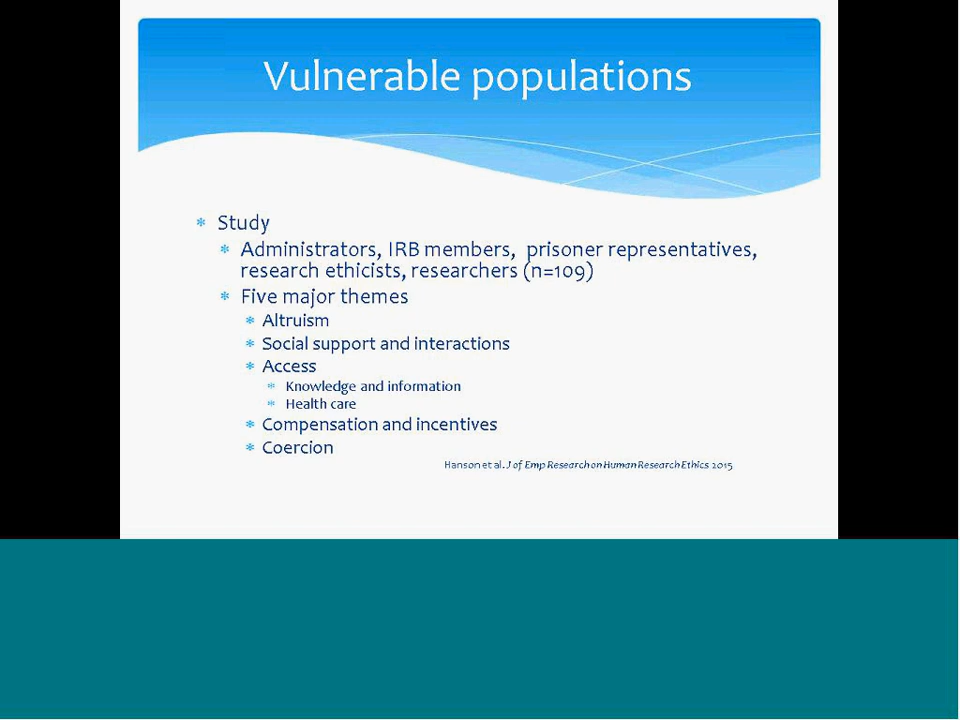 Vulnerable populations
* Study
* Administrators, IRB members, prisoner representatives,
research ethicists, researchers (n=109)
* Five major themes
* Altruism
* Social support and interactions
* Access
* Knowledge and information
* Health care
* Compensation and incentives
* Coercion
Hanson et al. J of Emp Research on Human Research Ethics 2015